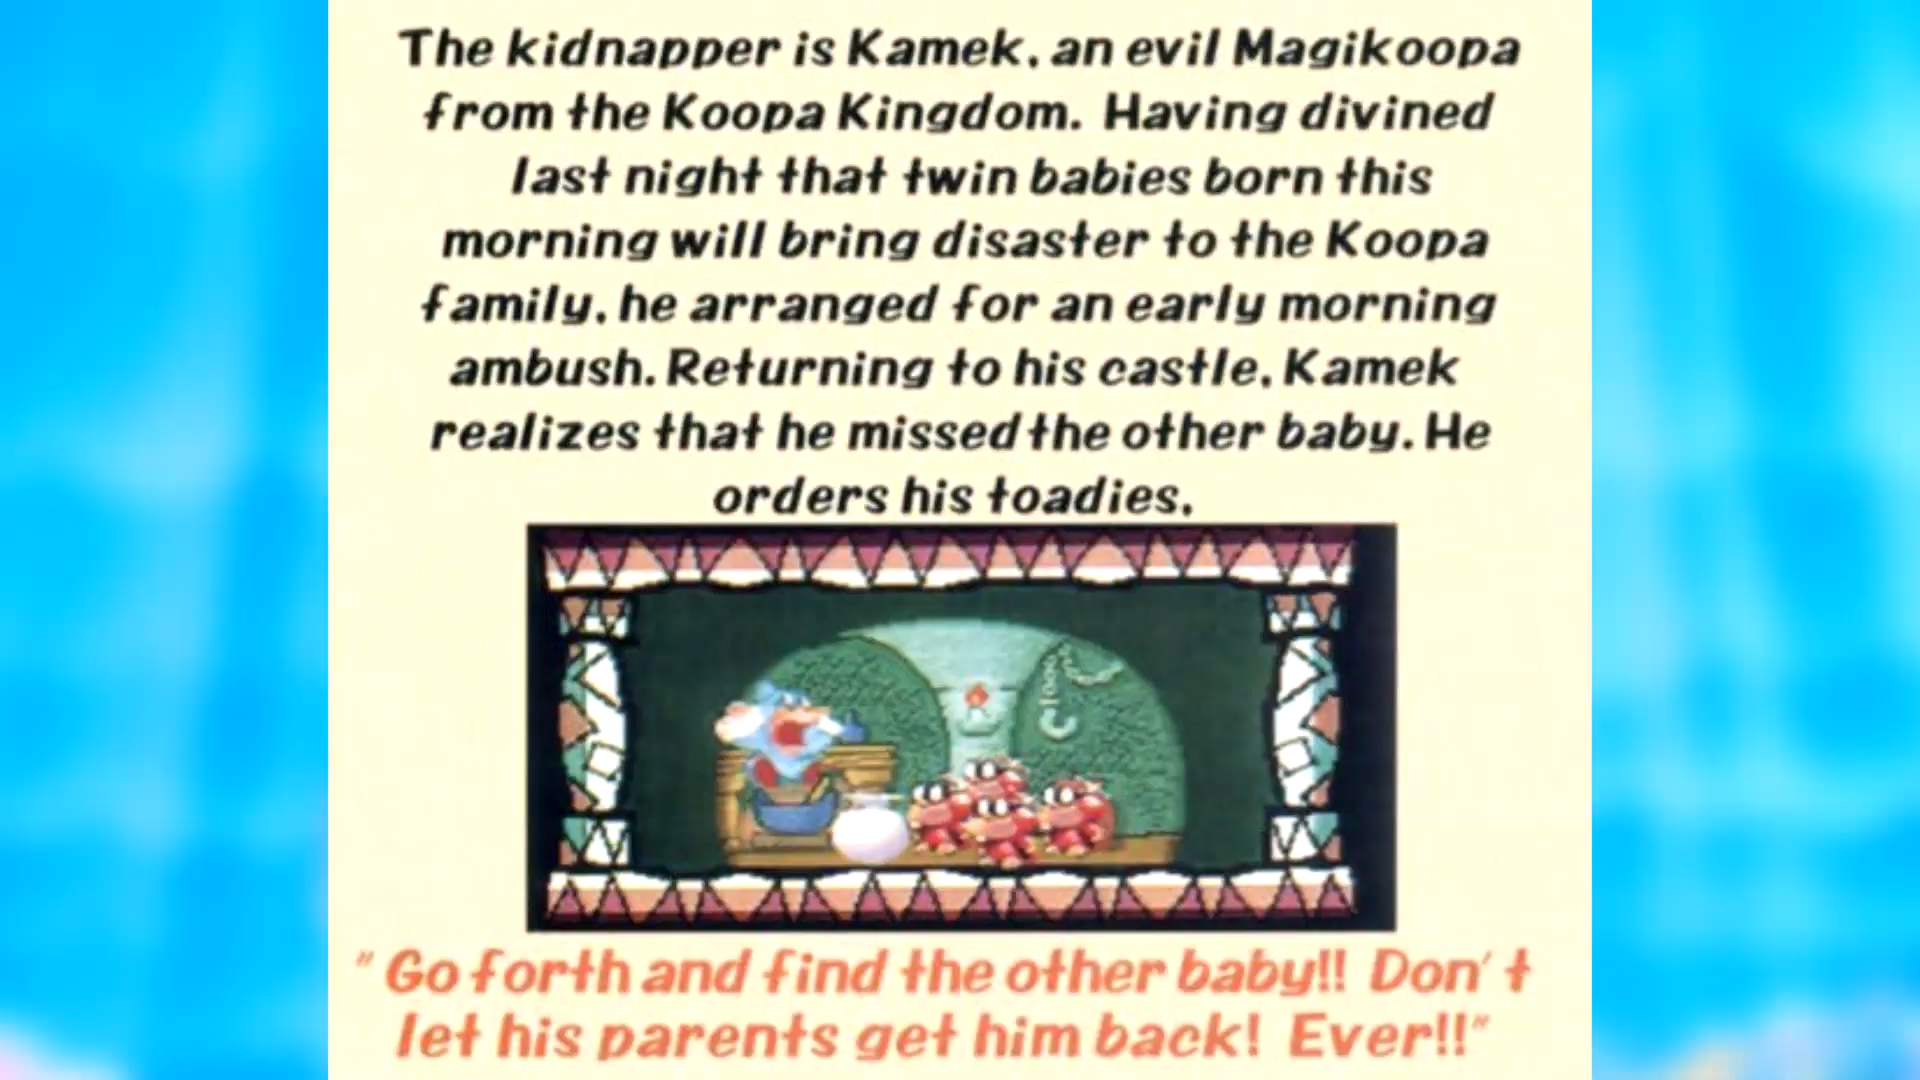 The kidnapper is Kamek, an evil Magikoopa
from the Koopa Kingdom. Having divined
last night that twin babies born this
morning will bring disaster to the Koopa
family, he arranged for an early morning
ambush. Returning to his castle, Kamek
realizes that he missed the other baby. He
orders his toadies,
"Go forth and find the other baby!! Don't
let his parents get him back! Ever!!"